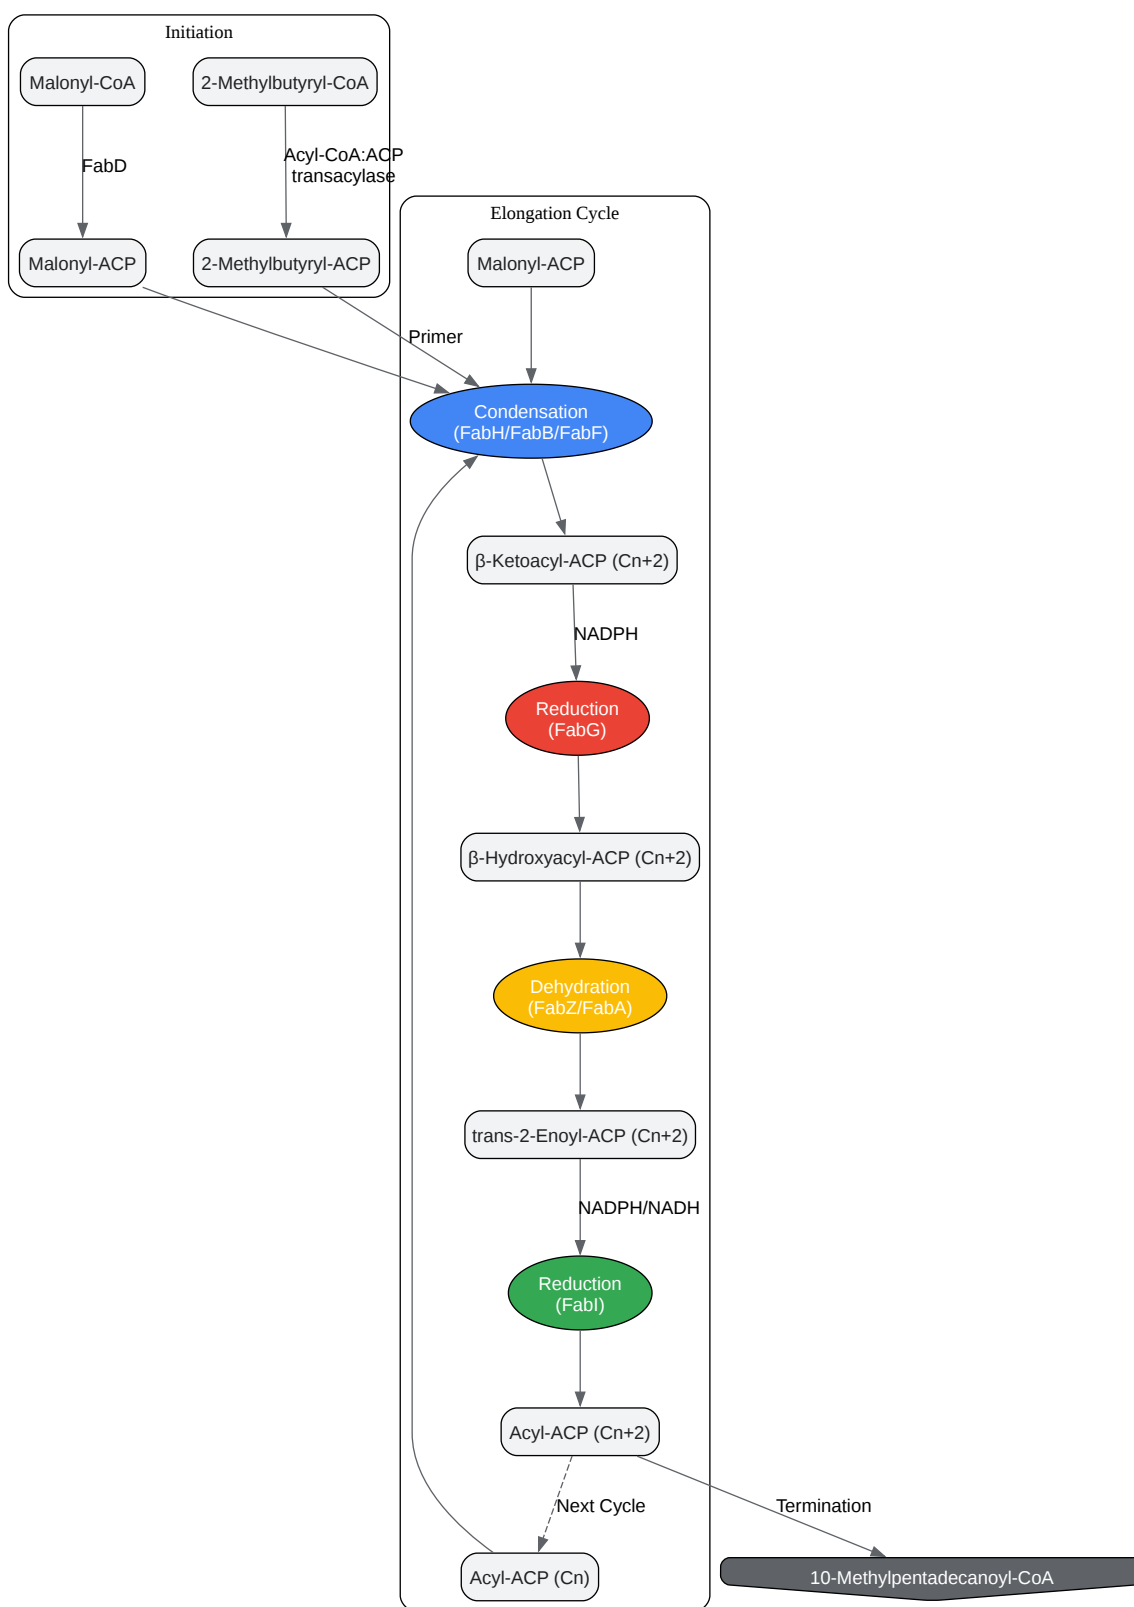 Initiation
Malonyl-CoA
2-Methylbutyryl-CoA
FabD
Acyl-CoA:ACP
transacylase
Malonyl-ACP
2-Methylbutyryl-ACP
Elongation Cycle
Malonyl-ACP
Primer
Condensation
(FabH/FabB/FabF)
β-Ketoacyl-ACP (Cn+2)
NADPH
Reduction
(FabG)
β-Hydroxyacyl-ACP (Cn+2)
Dehydration
(FabZ/FabA)
trans-2-Enoyl-ACP (Cn+2)
NADPH/NADH
Reduction
(FabI)
Acyl-ACP (Cn+2)
Next Cycle
Termination
Acyl-ACP (Cn)
10-Methylpentadecanoyl-CoA